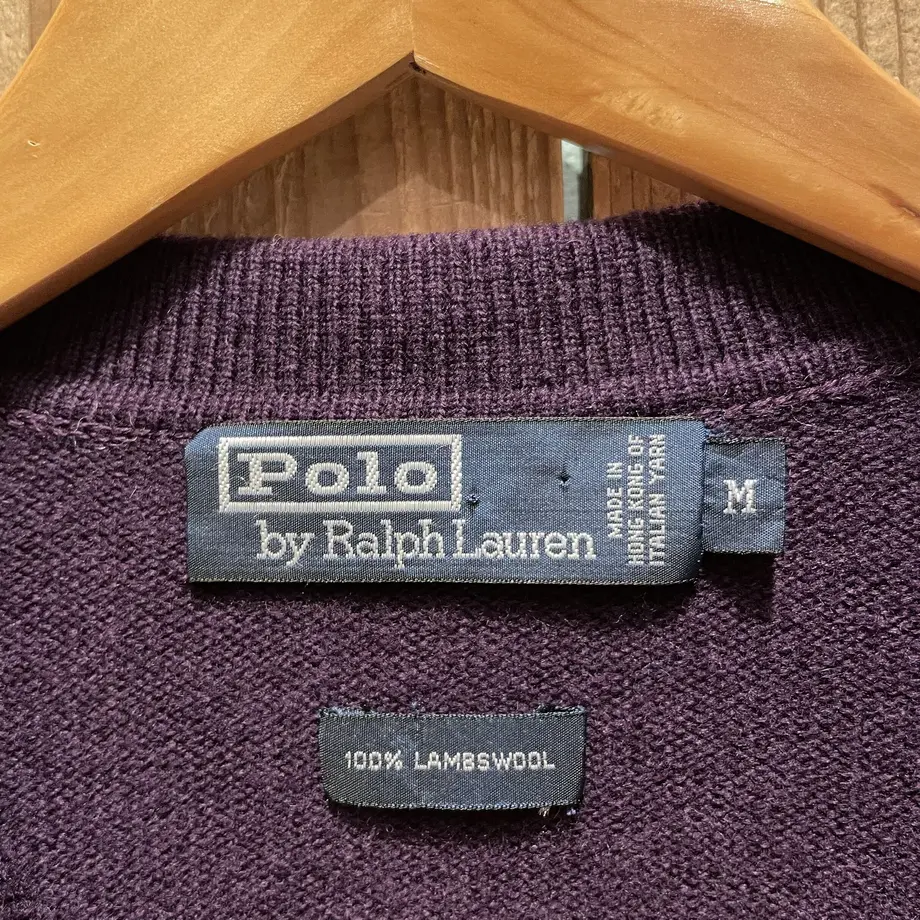 Polo
by Ralph Lauren
MADE IN
HONG KONG OF
ITALIAN YARN
M
100% LAMBSWOOL